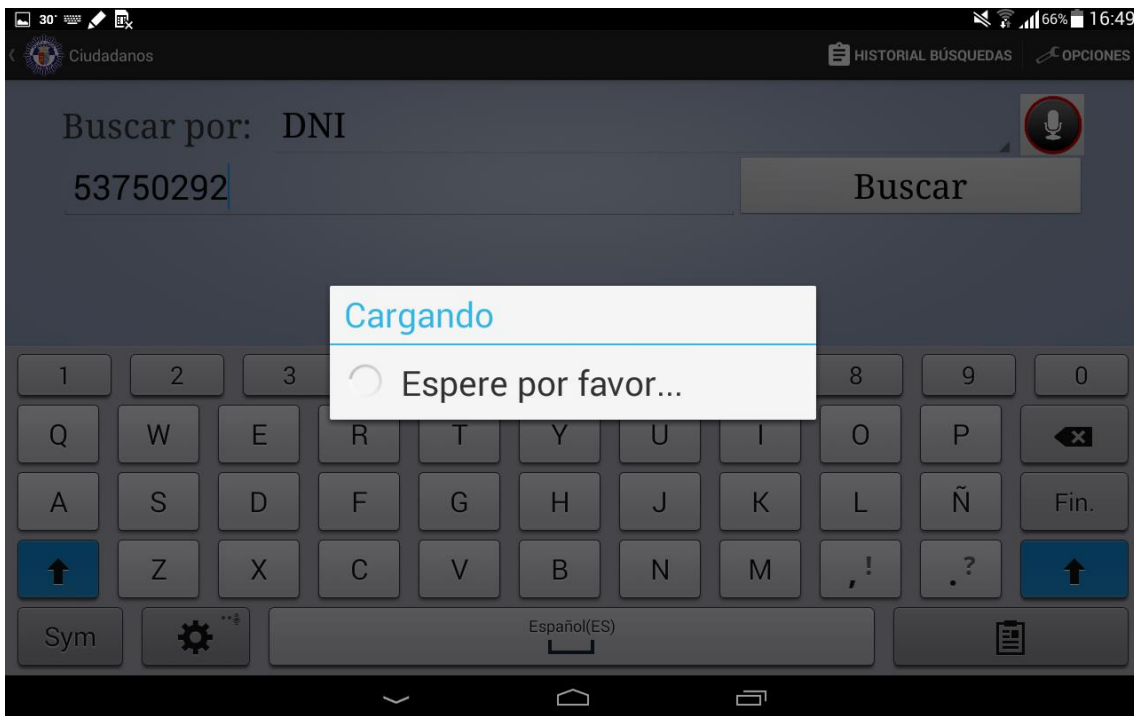 30° 66% 16:49
Ciudadanos HISTORIAL BÚSQUEDAS OPCIONES
Buscar por: DNI
53750292 Buscar
Cargando
Espere por favor...
1 2 3 8 9 0
Q W E R T Y U I O P
A S D F G H J K L Ñ Fin.
Z X C V B N M , ! . ?
Sym Español(ES)